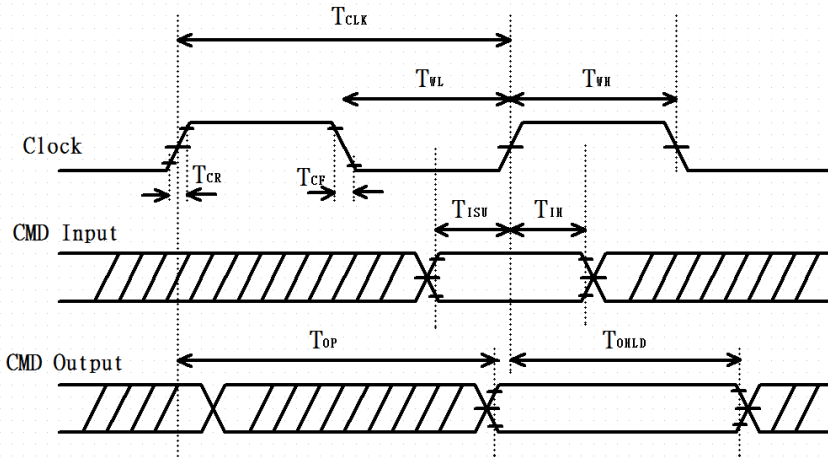 TCLK
TWL TWH
Clock
TCR TCF
TISU TIH
CMD Input
TOP TOHLD
CMD Output